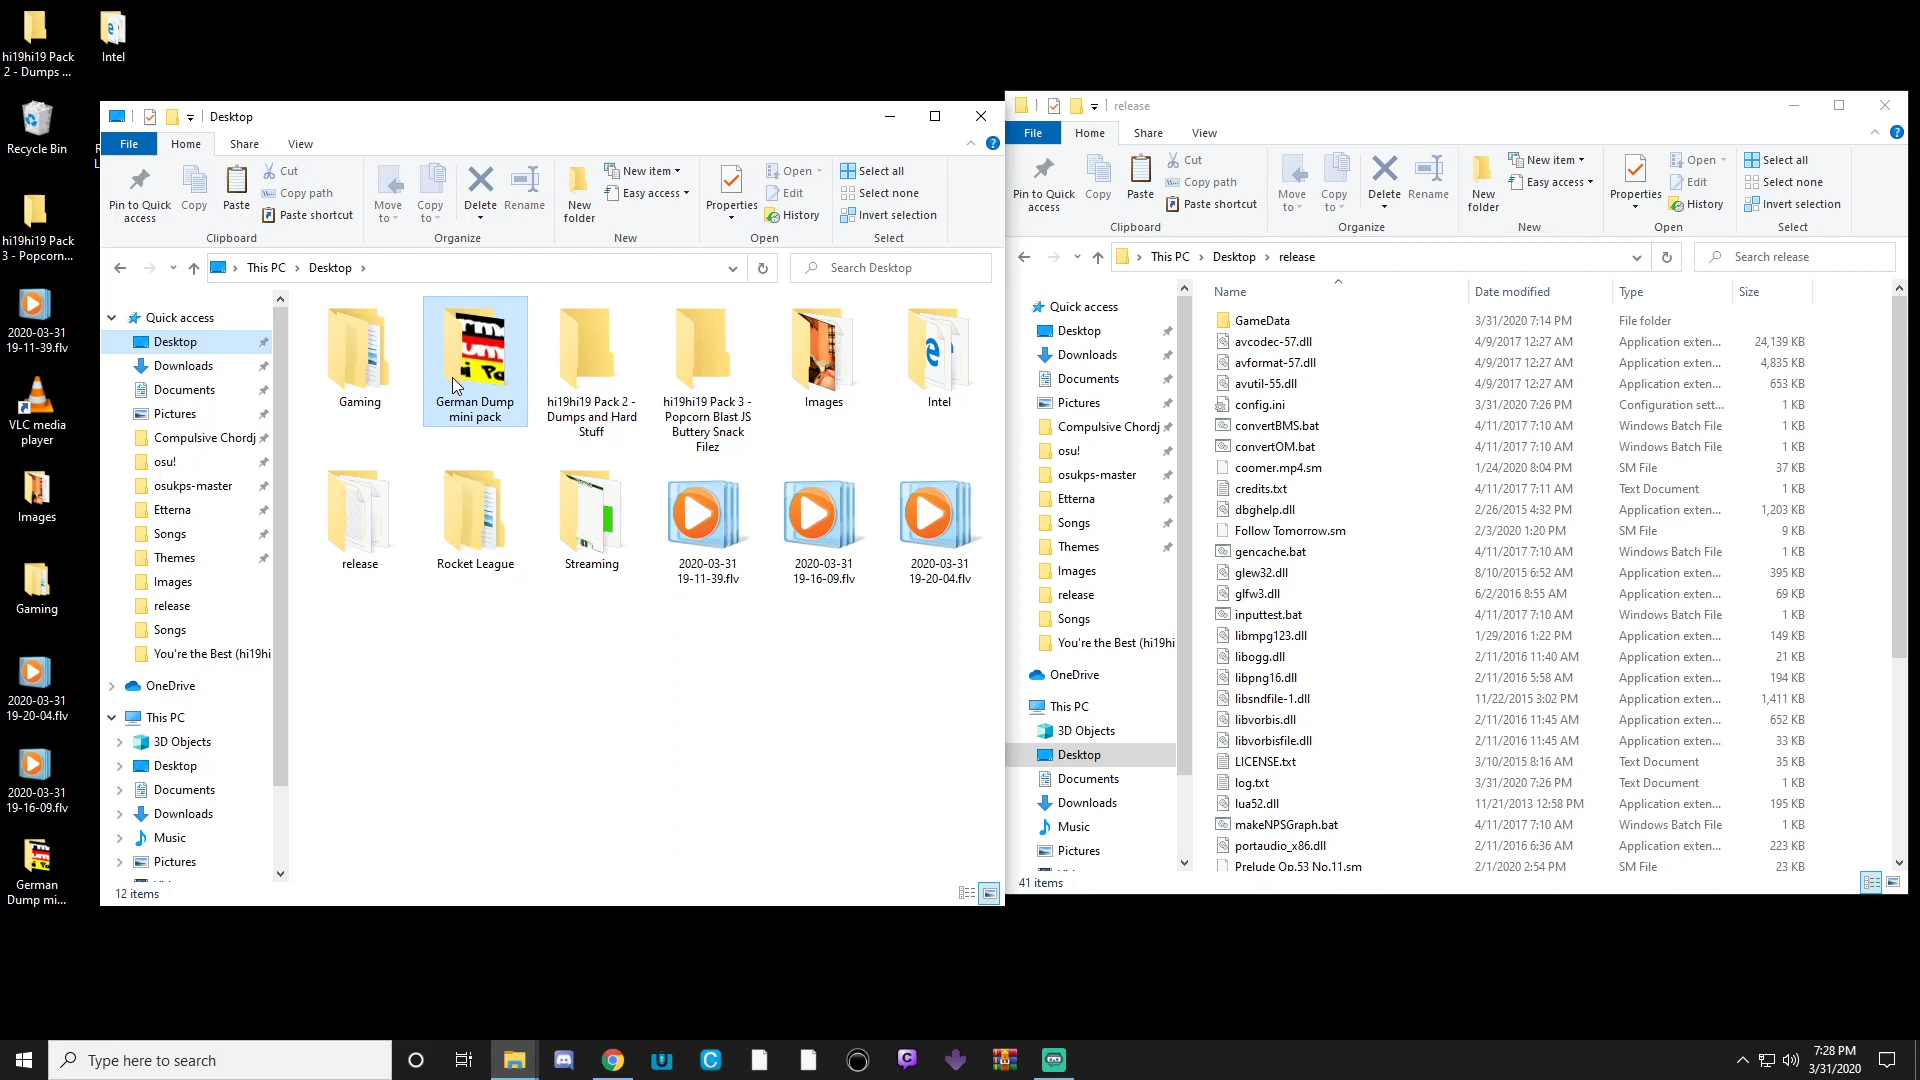 hi19hi19 Pack
2 - Dumps ...
Intel
Recycle Bin
hi19hi19 Pack
3 - Popcorn...
2020-03-31
19-11-39.flv
VLC media
player
Images
Gaming
2020-03-31
19-20-04.flv
2020-03-31
19-16-09.flv
German
Dump mi...
Desktop
File
Home
Share
View
Pin to Quick
access
Copy
Paste
Cut
Copy path
Paste shortcut
Clipboard
Move
to
Copy
to
Delete
Rename
Organize
New
folder
New item
Easy access
New
Properties
Open
Edit
History
Open
Select all
Select none
Invert selection
Select
This PC
Desktop
Search Desktop
Quick access
Desktop
Downloads
Documents
Pictures
Compulsive Chordj
osu!
osukps-master
Etterna
Songs
Themes
Images
release
Songs
You're the Best (hi19hi
OneDrive
This PC
3D Objects
Desktop
Documents
Downloads
Music
Pictures
Gaming
German Dump
mini pack
hi19hi19 Pack 2 -
Dumps and Hard
Stuff
hi19hi19 Pack 3 -
Popcorn Blast JS
Buttery Snack
Filez
Images
Intel
release
Rocket League
Streaming
2020-03-31
19-11-39.flv
2020-03-31
19-16-09.flv
2020-03-31
19-20-04.flv
12 items
release
File
Home
Share
View
Pin to Quick
access
Copy
Paste
Cut
Copy path
Paste shortcut
Clipboard
Move
to
Copy
to
Delete
Rename
Organize
New
folder
New item
Easy access
New
Properties
Open
Edit
History
Open
Select all
Select none
Invert selection
Select
This PC
Desktop
release
Search release
Quick access
Desktop
Downloads
Documents
Pictures
Compulsive Chordj
osu!
osukps-master
Etterna
Songs
Themes
Images
release
Songs
You're the Best (hi19hi
OneDrive
This PC
3D Objects
Desktop
Documents
Downloads
Music
Pictures
Name Date modified Type Size
GameData 3/31/2020 7:14 PM File folder
avcodec-57.dll 4/9/2017 12:27 AM Application exten... 24,139 KB
avformat-57.dll 4/9/2017 12:27 AM Application exten... 4,835 KB
avutil-55.dll 4/9/2017 12:27 AM Application exten... 653 KB
config.ini 3/31/2020 7:26 PM Configuration sett... 1 KB
convertBMS.bat 4/11/2017 7:10 AM Windows Batch File 1 KB
convertOM.bat 4/11/2017 7:10 AM Windows Batch File 1 KB
coomer.mp4.sm 1/24/2020 8:04 PM SM File 37 KB
credits.txt 4/11/2017 7:11 AM Text Document 1 KB
dbghelp.dll 2/26/2015 4:32 PM Application exten... 1,203 KB
Follow Tomorrow.sm 2/3/2020 1:20 PM SM File 9 KB
gencache.bat 4/11/2017 7:10 AM Windows Batch File 1 KB
glew32.dll 8/10/2015 6:52 AM Application exten... 395 KB
glfw3.dll 6/2/2016 8:55 AM Application exten... 69 KB
inputtest.bat 4/11/2017 7:10 AM Windows Batch File 1 KB
libmpg123.dll 1/29/2016 1:22 PM Application exten... 149 KB
libogg.dll 2/11/2016 11:40 AM Application exten... 21 KB
libpng16.dll 2/11/2016 5:58 AM Application exten... 194 KB
libsndfile-1.dll 11/22/2015 3:02 PM Application exten... 1,411 KB
libvorbis.dll 2/11/2016 11:45 AM Application exten... 652 KB
libvorbisfile.dll 2/11/2016 11:45 AM Application exten... 33 KB
LICENSE.txt 3/10/2015 8:16 AM Text Document 35 KB
log.txt 3/31/2020 7:26 PM Text Document 1 KB
lua52.dll 11/21/2013 12:58 PM Application exten... 195 KB
makeNPSGraph.bat 4/11/2017 7:10 AM Windows Batch File 1 KB
portaudio_x86.dll 2/11/2016 6:36 AM Application exten... 223 KB
Prelude Op.53 No.11.sm 2/1/2020 2:54 PM SM File 23 KB
41 items
Type here to search
7:28 PM
3/31/2020